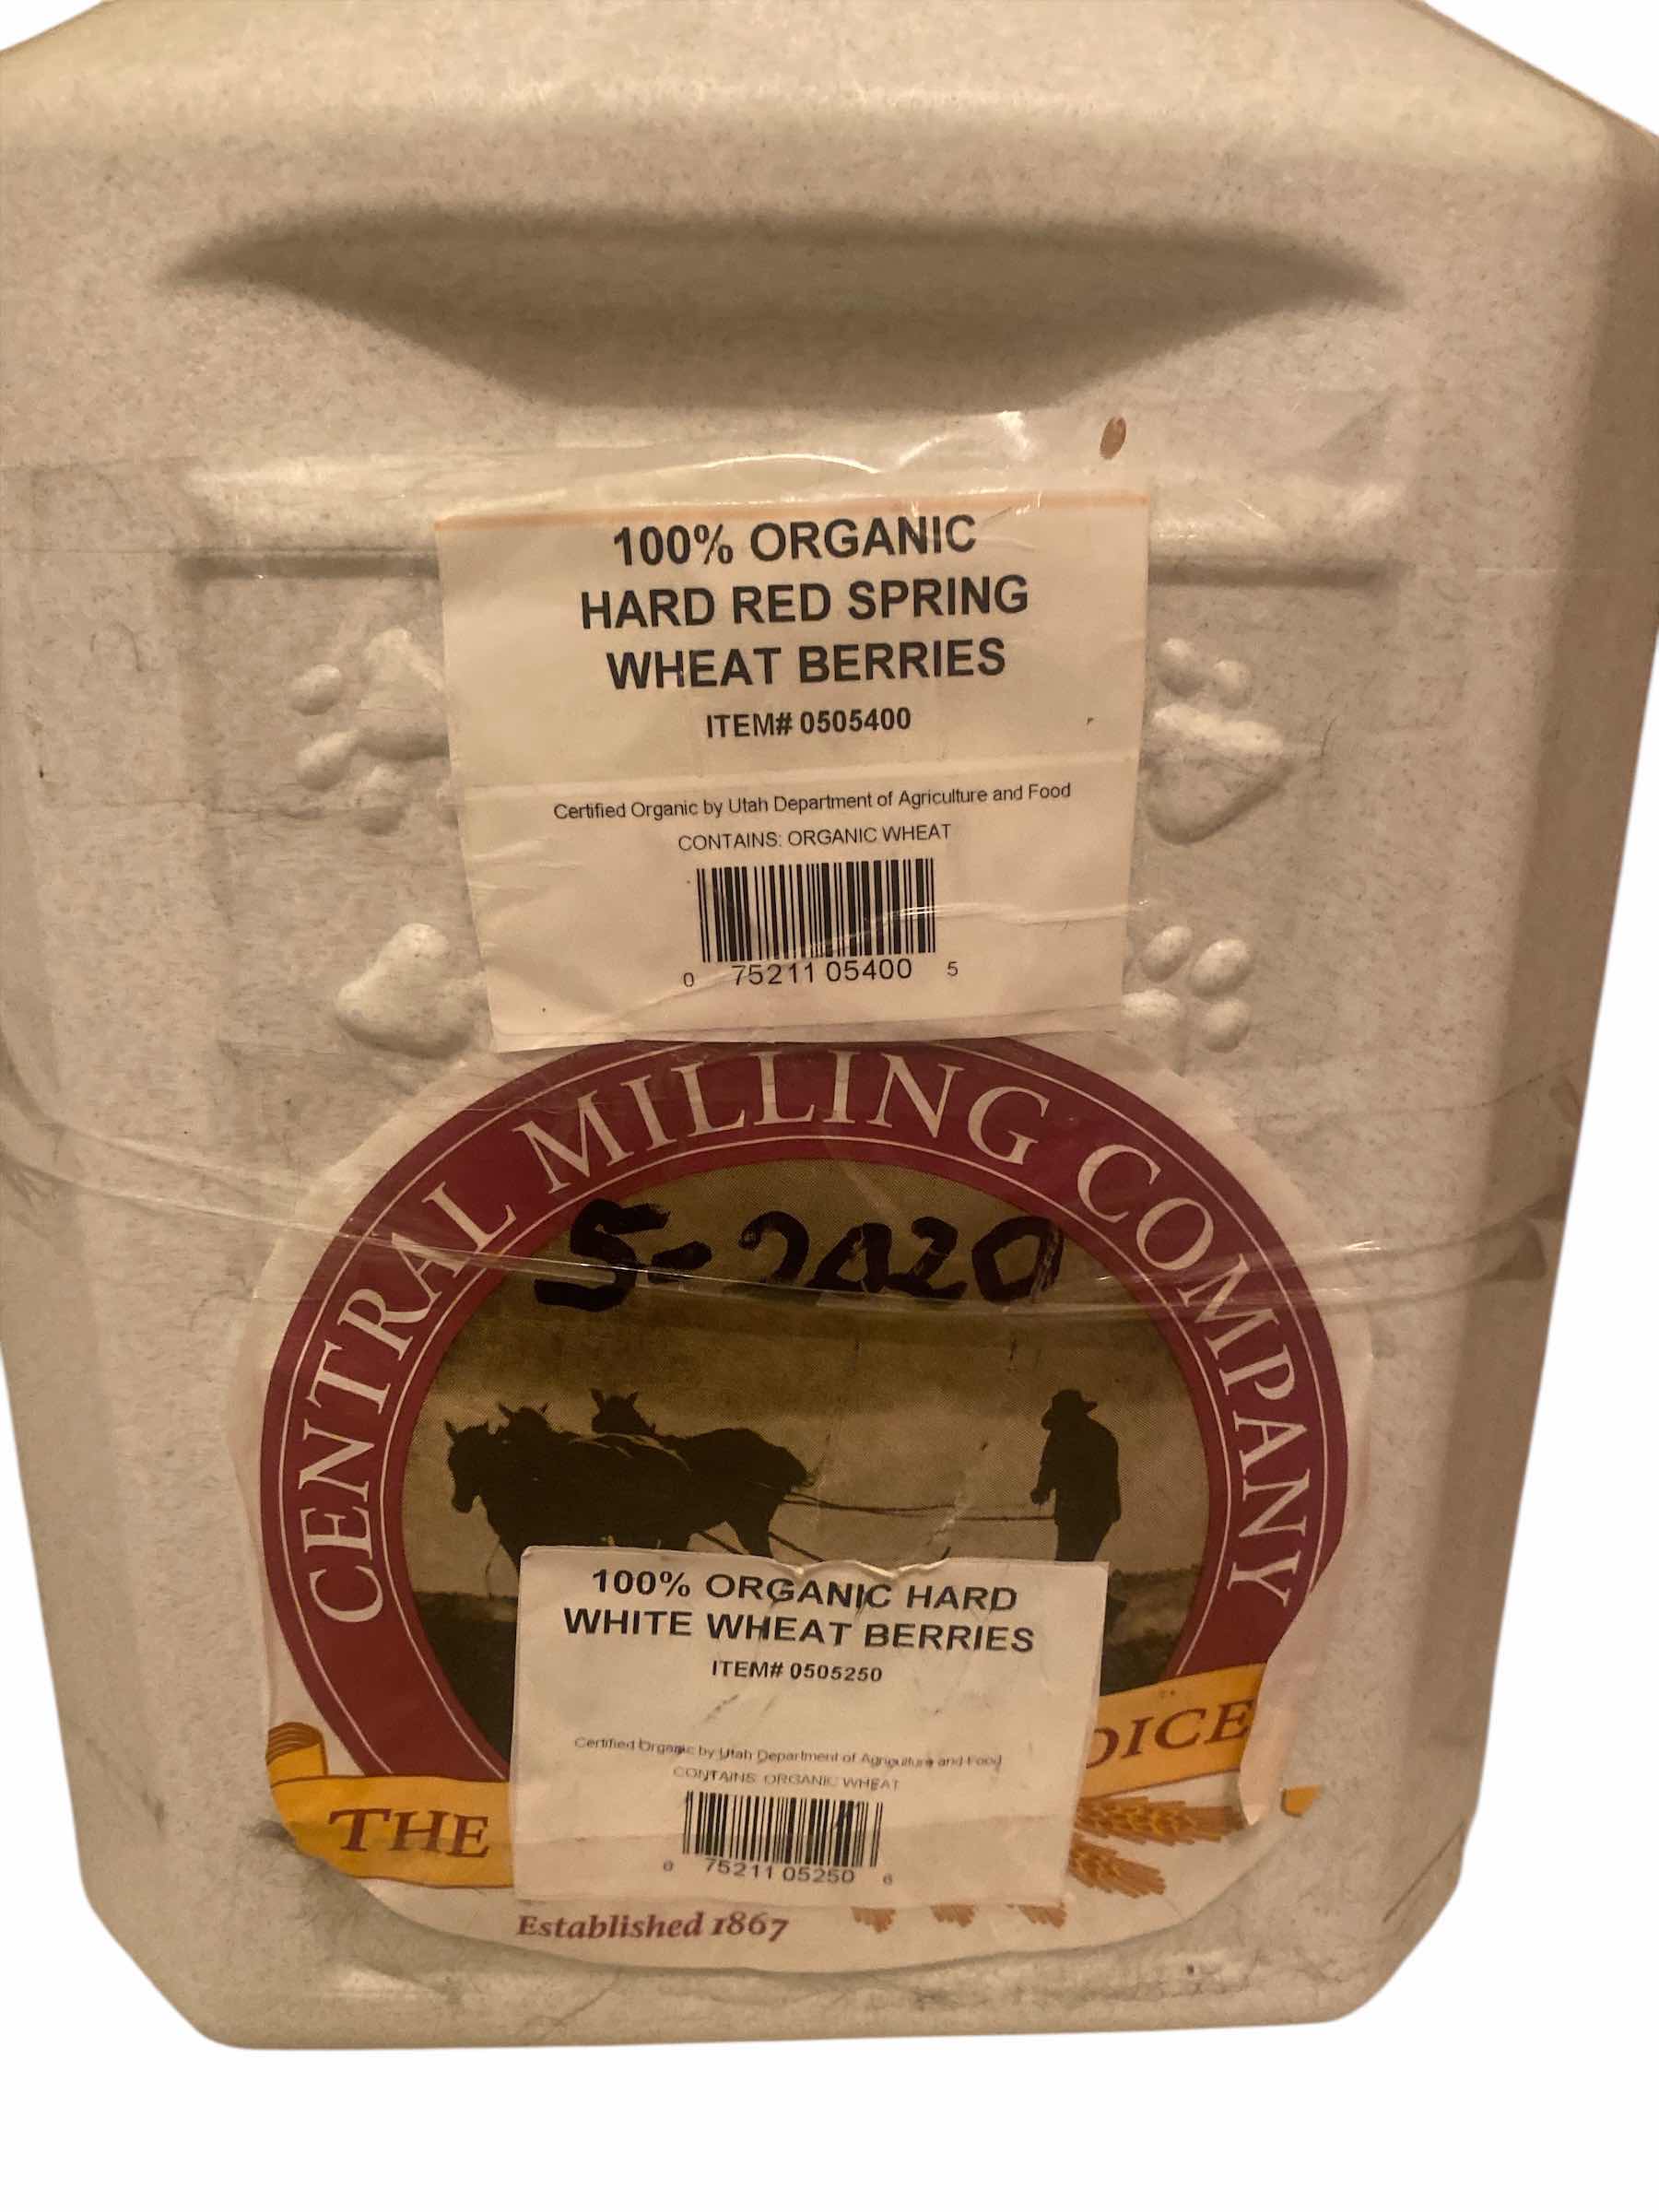 100% ORGANIC
HARD RED SPRING
WHEAT BERRIES
ITEM# 0505400
Certified Organic by Utah Department of Agriculture and Food
CONTAINS: ORGANIC WHEAT
0 75211 05400 5
CENTRAL MILLING COMPANY
5-2020
100% ORGANIC HARD
WHITE WHEAT BERRIES
ITEM# 0505250
Certified Organic by Utah Department of Agriculture and Food
CONTAINS ORGANIC WHEAT
0 75211 05250 6
THE
Established 1867